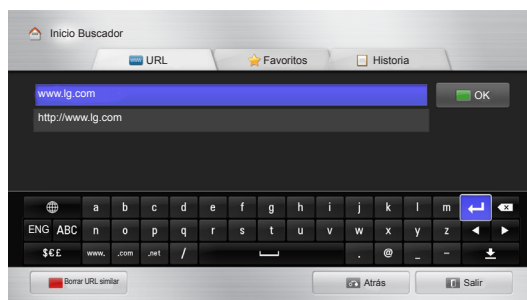 Inicio Buscador
URL Favoritos Historia
www.lg.com OK
http://www.lg.com
a b c d e f g h i j k l m
ENG ABC n o p q r s t u v w x y z
$€£ www. .com .net / . @ _ -
Borrar URL similar Atrás Salir